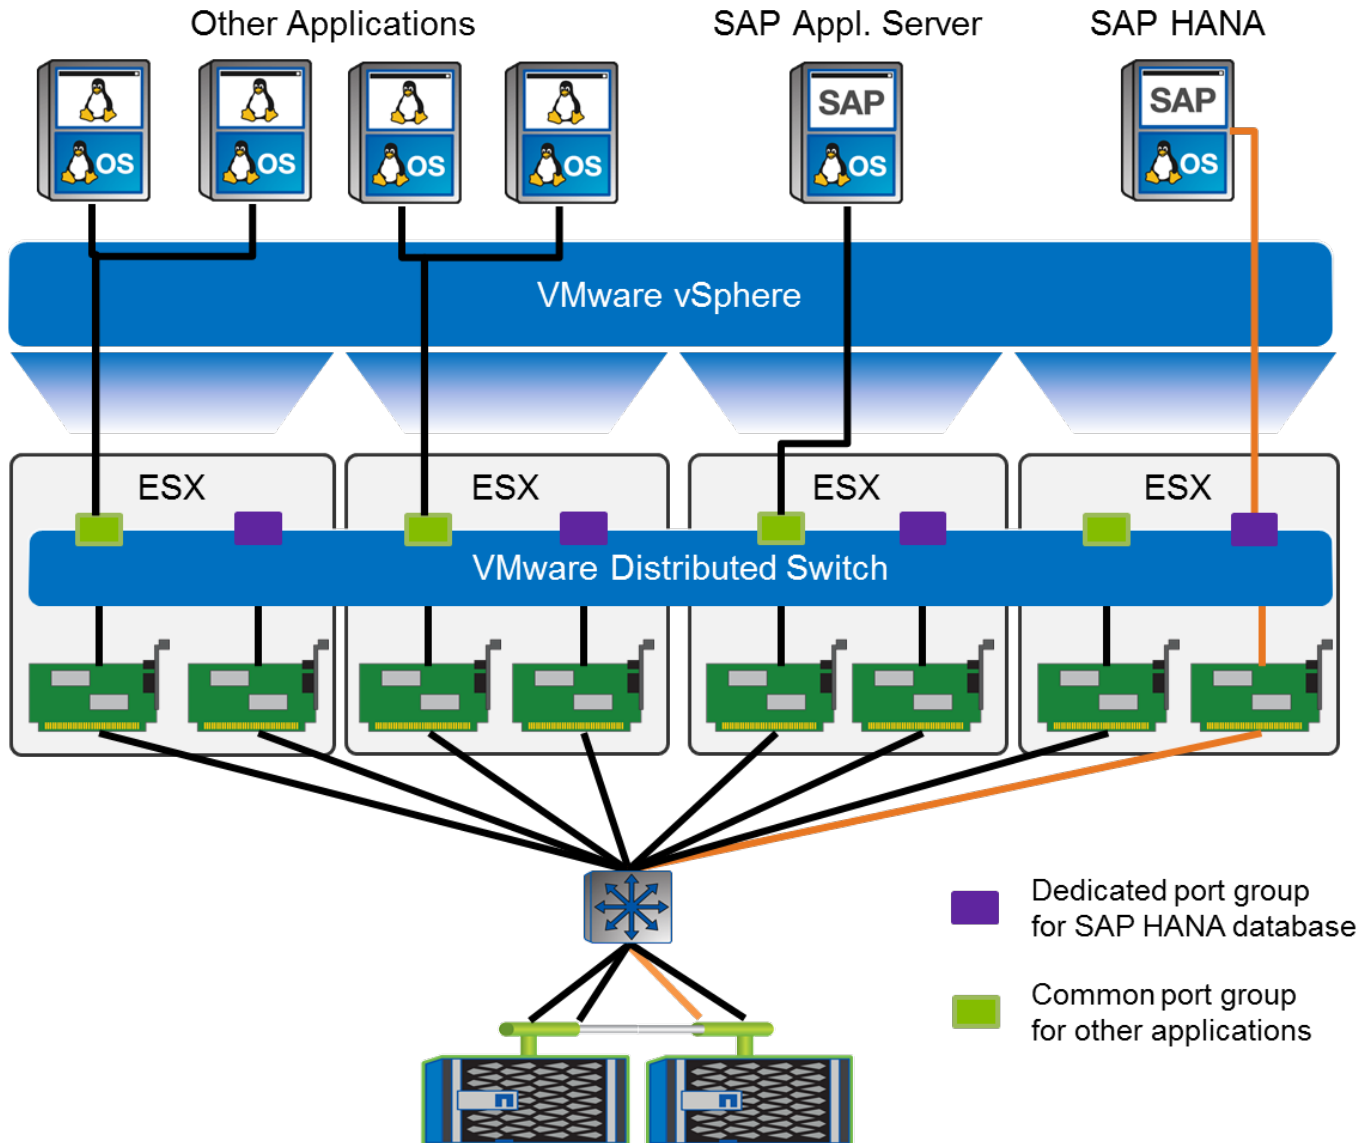 Other Applications
SAP Appl. Server
SAP HANA
SAP
SAP
OS
OS
OS
OS
OS
OS
VMware vSphere
ESX
ESX
ESX
ESX
VMware Distributed Switch
Dedicated port group
for SAP HANA database
Common port group
for other applications